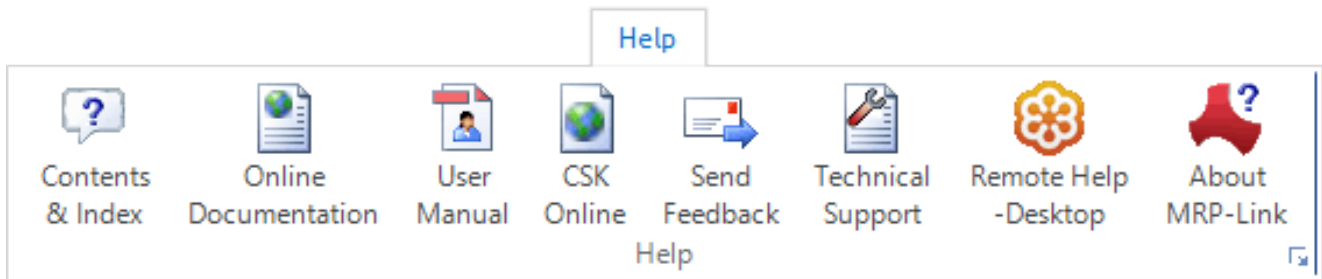 Help
Contents
& Index
Online
Documentation
User
Manual
CSK
Online
Send
Feedback
Technical
Support
Remote Help
-Desktop
About
MRP-Link
Help